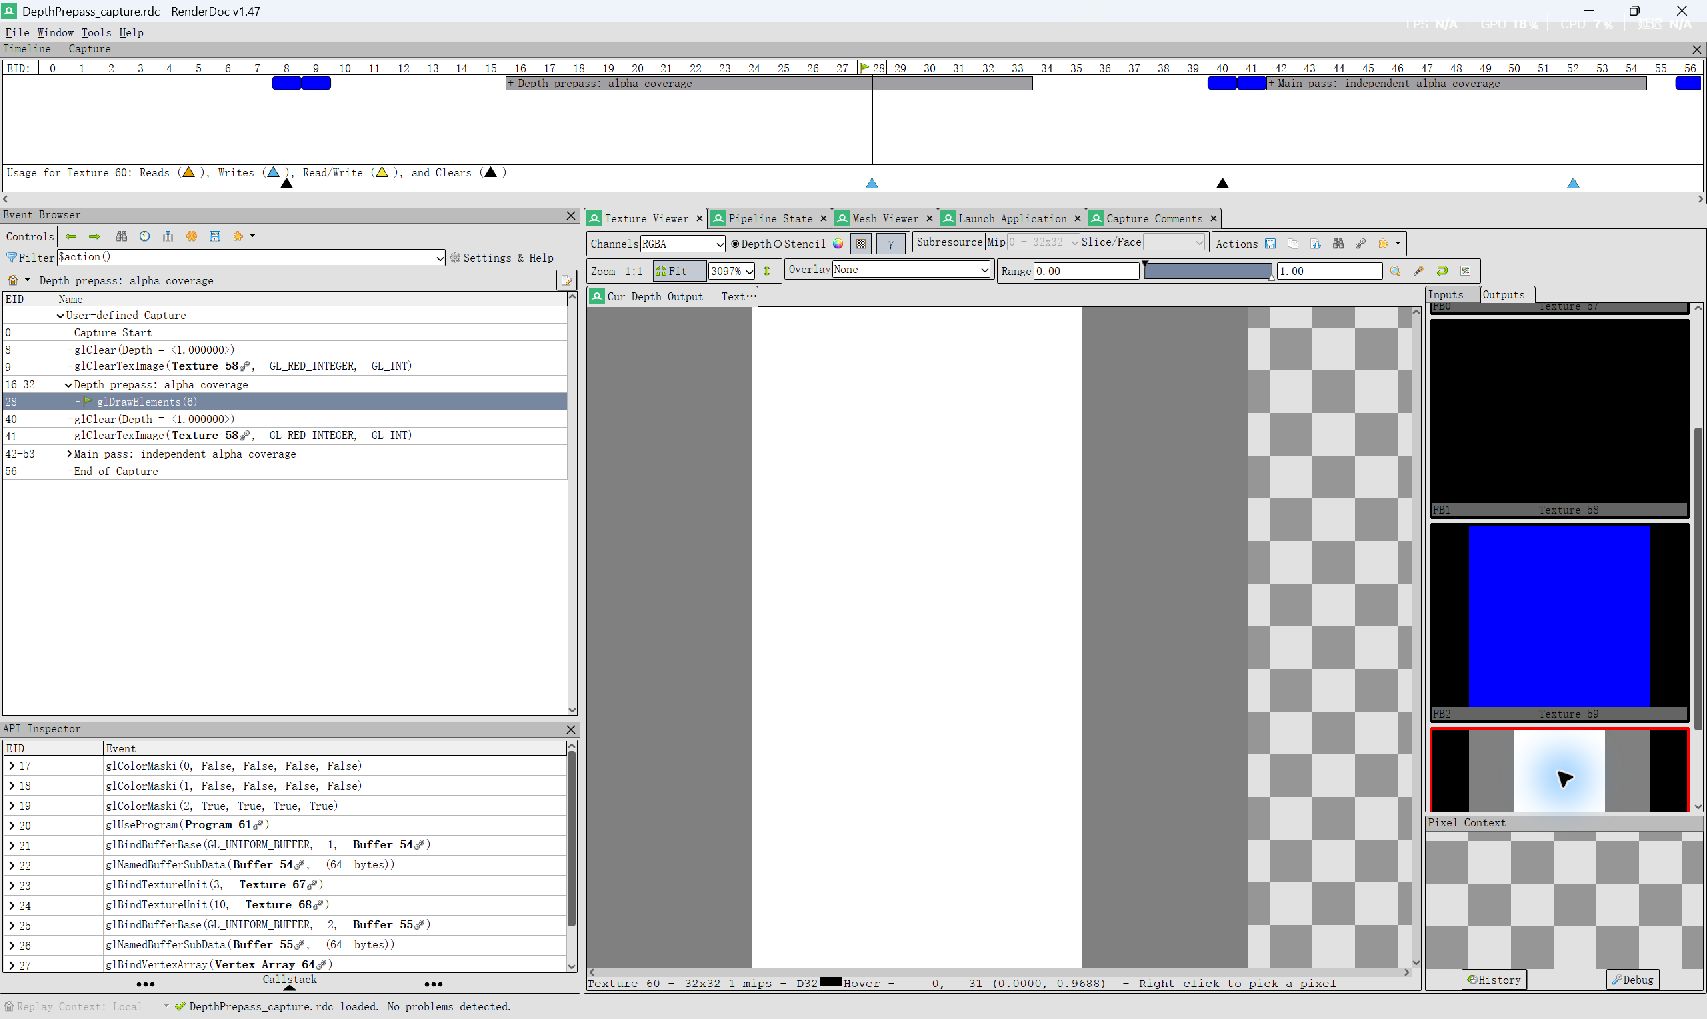 DepthPrepass_capture.rdc - RenderDoc v1.47
File Window Tools Help
FPS N/A | GPU 18% | CPU 7% | 延迟 N/A
Timeline Capture
EID: 0 1 2 3 4 5 6 7 8 9 10 11 12 13 14 15 16 17 18 19 20 21 22 23 24 25 26 27 28 29 30 31 32 33 34 35 36 37 38 39 40 41 42 43 44 45 46 47 48 49 50 51 52 53 54 55 56
+ Depth prepass: alpha coverage
+ Main pass: independent alpha coverage
Usage for Texture 60: Reads ( ), Writes ( ), Read/Write ( ), and Clears ( )
Event Browser
Controls
Filter $action()
Settings & Help
Depth prepass: alpha coverage
EID Name
User-defined Capture
0 Capture Start
8 glClear(Depth = <1.000000>)
9 glClearTexImage(Texture 58, GL_RED_INTEGER, GL_INT)
16-32 Depth prepass: alpha coverage
28 glDrawElements(6)
40 glClear(Depth = <1.000000>)
41 glClearTexImage(Texture 58, GL_RED_INTEGER, GL_INT)
42-53 Main pass: independent alpha coverage
56 End of Capture
API Inspector
EID Event
17 glColorMaski(0, False, False, False, False)
18 glColorMaski(1, False, False, False, False)
19 glColorMaski(2, True, True, True, True)
20 glUseProgram(Program 61)
21 glBindBufferBase(GL_UNIFORM_BUFFER, 1, Buffer 54)
22 glNamedBufferSubData(Buffer 54, (64 bytes))
23 glBindTextureUnit(3, Texture 67)
24 glBindTextureUnit(10, Texture 68)
25 glBindBufferBase(GL_UNIFORM_BUFFER, 2, Buffer 55)
26 glNamedBufferSubData(Buffer 55, (64 bytes))
27 glBindVertexArray(Vertex Array 64)
Callstack
Replay Context: Local
DepthPrepass_capture.rdc loaded. No problems detected.
Texture Viewer
Pipeline State
Mesh Viewer
Launch Application
Capture Comments
Channels RGBA
Depth
Stencil
γ
Subresource Mip 0 - 32x32 Slice/Face
Actions
Zoom 1:1 Fit 3097%
Overlay None
Range 0.00 1.00
Cur Depth Output Text...
Inputs Outputs
FB0 Texture 57
FB1 Texture 58
FB2 Texture 59
Pixel Context
History
Debug
Texture 60 - 32x32 1 mips - D32 Hover - 0, 31 (0.0000, 0.9688) - Right click to pick a pixel